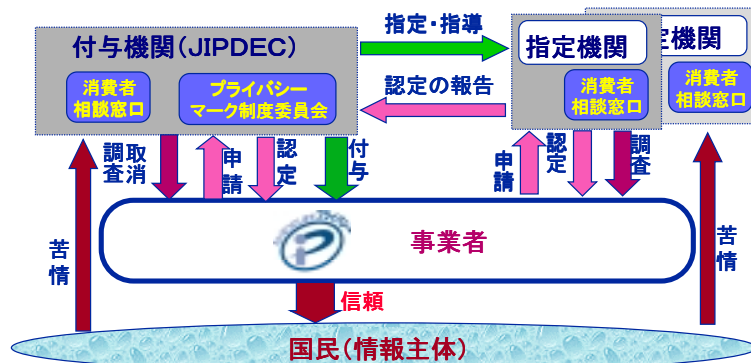 付与機関(JIPDEC)
指定・指導
指定機関
定機関
消費者
相談窓口
プライバシー
マーク制度委員会
認定の報告
消費者
相談窓口
消費者
相談窓口
取消
調査
申請
認定
付与
申請
認定
調査
事業者
苦情
苦情
信頼
国民(情報主体)